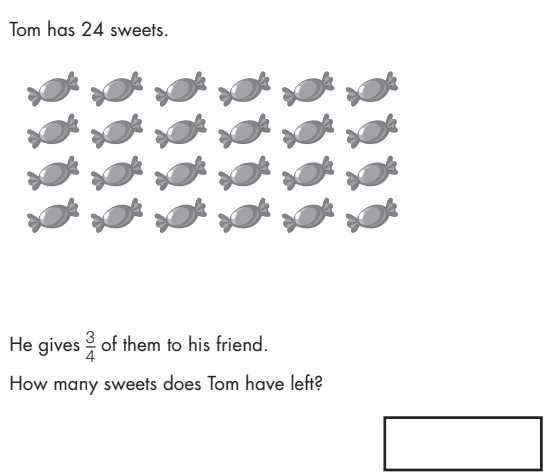 Tom has 24 sweets.
He gives 3/4 of them to his friend.
How many sweets does Tom have left?